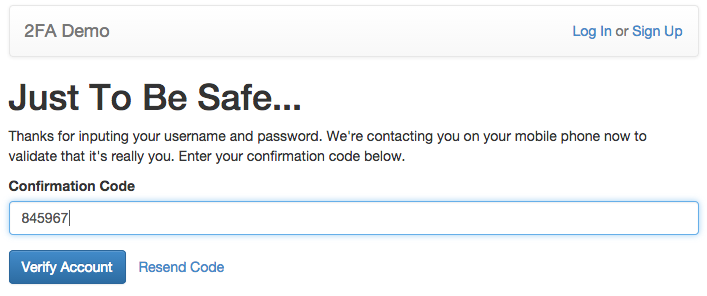 2FA Demo
Log In or Sign Up
Just To Be Safe...
Thanks for inputing your username and password. We're contacting you on your mobile phone now to
validate that it's really you. Enter your confirmation code below.
Confirmation Code
845967
Verify Account
Resend Code